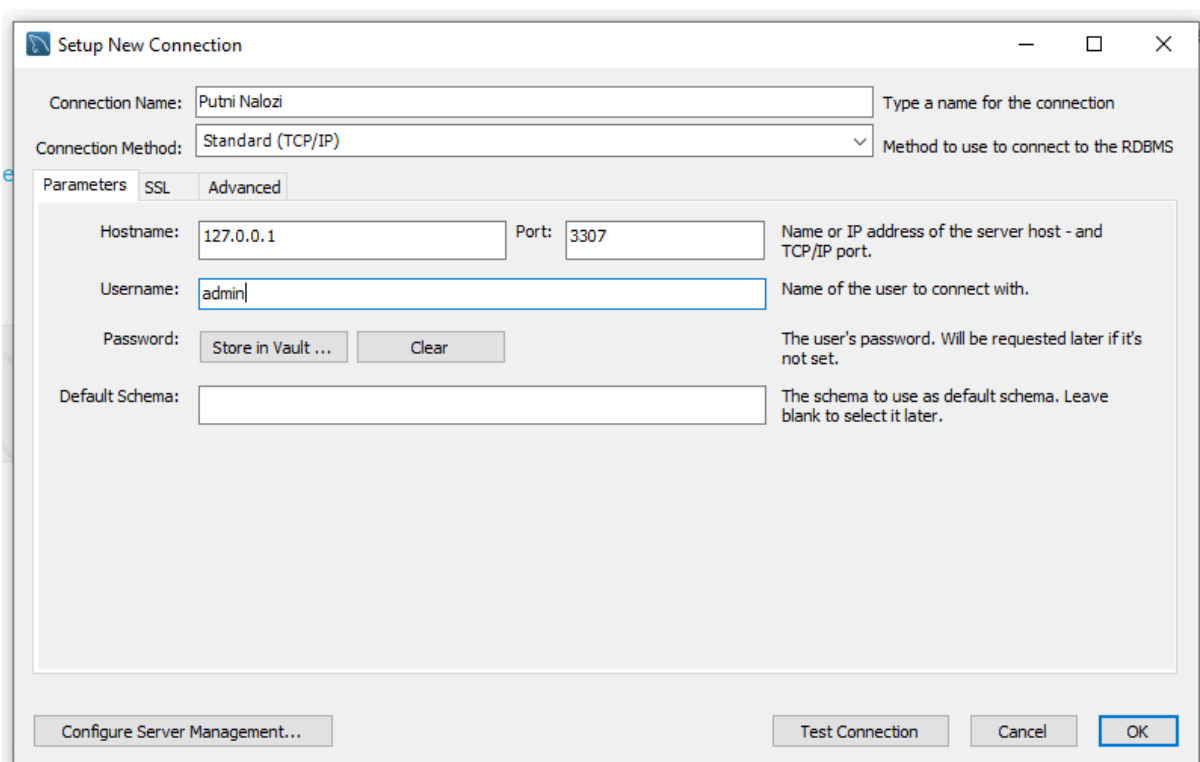 Setup New Connection
Connection Name: Putni Nalozi Type a name for the connection
Connection Method: Standard (TCP/IP) Method to use to connect to the RDBMS
Parameters SSL Advanced
Hostname: 127.0.0.1 Port: 3307 Name or IP address of the server host - and
TCP/IP port.
Username: admin Name of the user to connect with.
Password: Store in Vault ... Clear The user's password. Will be requested later if it's
not set.
Default Schema: The schema to use as default schema. Leave
blank to select it later.
Configure Server Management... Test Connection Cancel OK